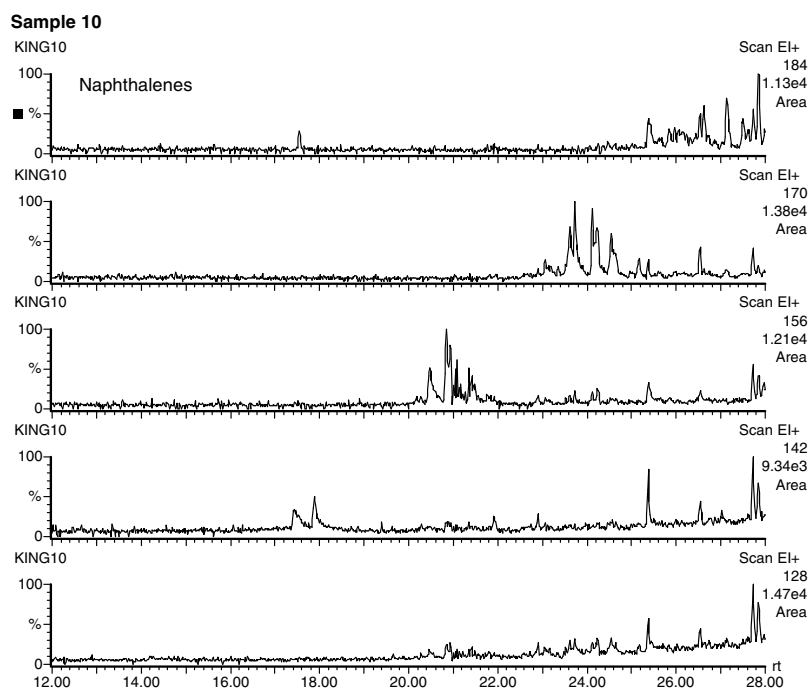 Sample 10
KING10
Scan EI+
184
1.13e4
Area
100
Naphthalenes
%
0
KING10
Scan EI+
170
1.38e4
Area
100
%
0
KING10
Scan EI+
156
1.21e4
Area
100
%
0
KING10
Scan EI+
142
9.34e3
Area
100
%
0
KING10
Scan EI+
128
1.47e4
Area
100
%
0
rt
12.00 14.00 16.00 18.00 20.00 22.00 24.00 26.00 28.00